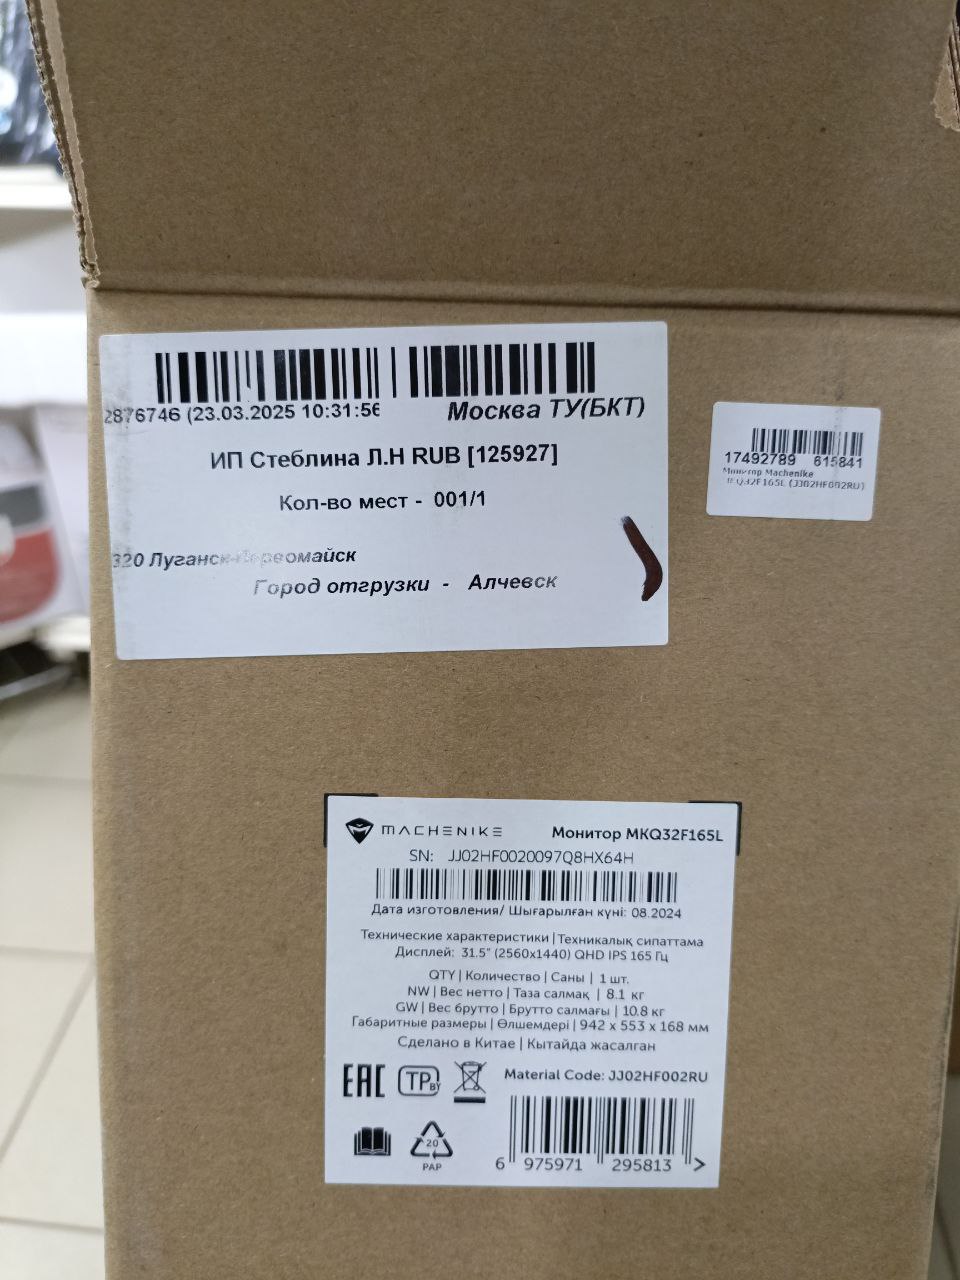 2876746 (23.03.2025 10:31:56
Москва ТУ(БКТ)
ИП Стеблина Л.Н RUB [125927]
Кол-во мест - 001/1
320 Луганск-Первомайск
Город отгрузки - Алчевск
17492789 615841
Монитор Machenike
(JJ02HF002RU)
MACHENIKE
Монитор MKQ32F165L
SN: JJ02HF0020097Q8HX64H
Дата изготовления/ Шығарылған күні: 08.2024
Технические характеристики | Техникалық сипаттама
Дисплей: 31.5" (2560x1440) QHD IPS 165 Гц
QTY | Количество | Саны | 1 шт.
NW | Вес нетто | Таза салмақ | 8.1 кг
GW | Вес брутто | Брутто салмағы | 10.8 кг
Габаритные размеры | Өлшемдері | 942 x 553 x 168 мм
Сделано в Китае | Қытайда жасалған
EAC
TP BY
Material Code: JJ02HF002RU
20
PAP
6 975971 295813 >